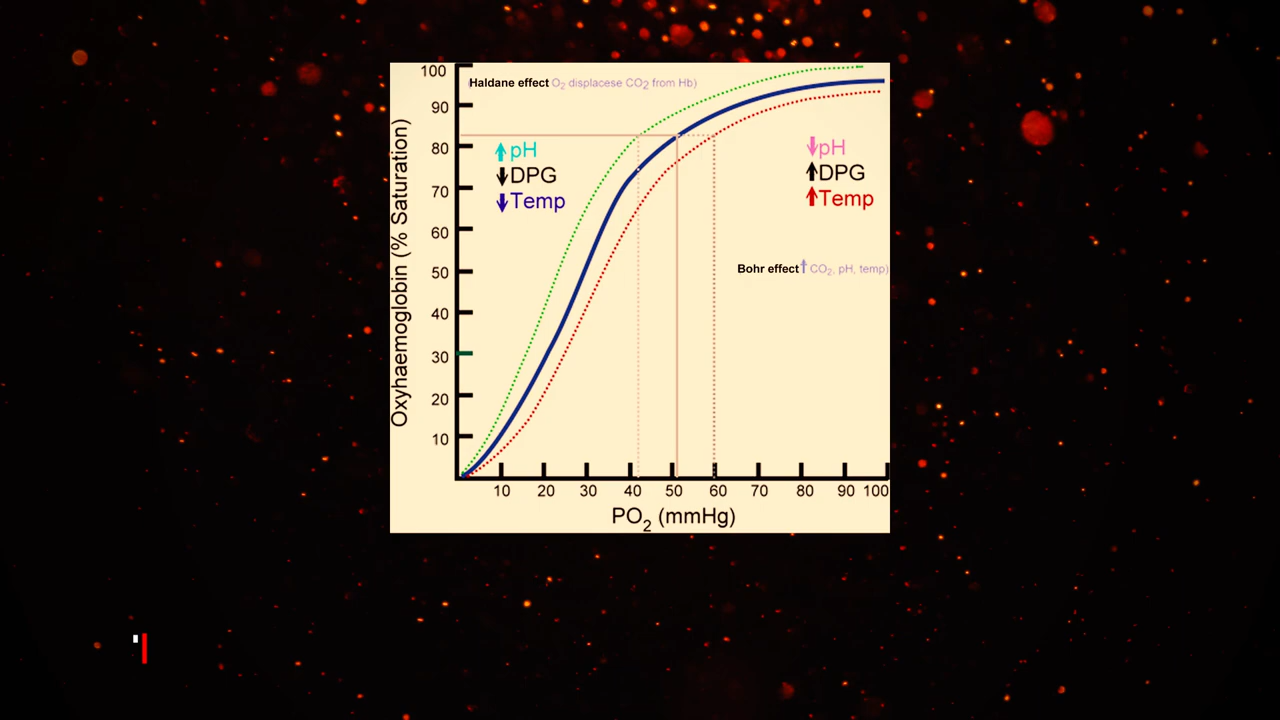 100
(Haldane effect O2 displacese CO2 from Hb)
90
80
70
60
50
40
30
20
10
Oxyhaemoglobin (% Saturation)
pH
DPG
Temp
pH
DPG
Temp
Bohr effect CO2, pH, temp)
10 20 30 40 50 60 70 80 90 100
PO2 (mmHg)